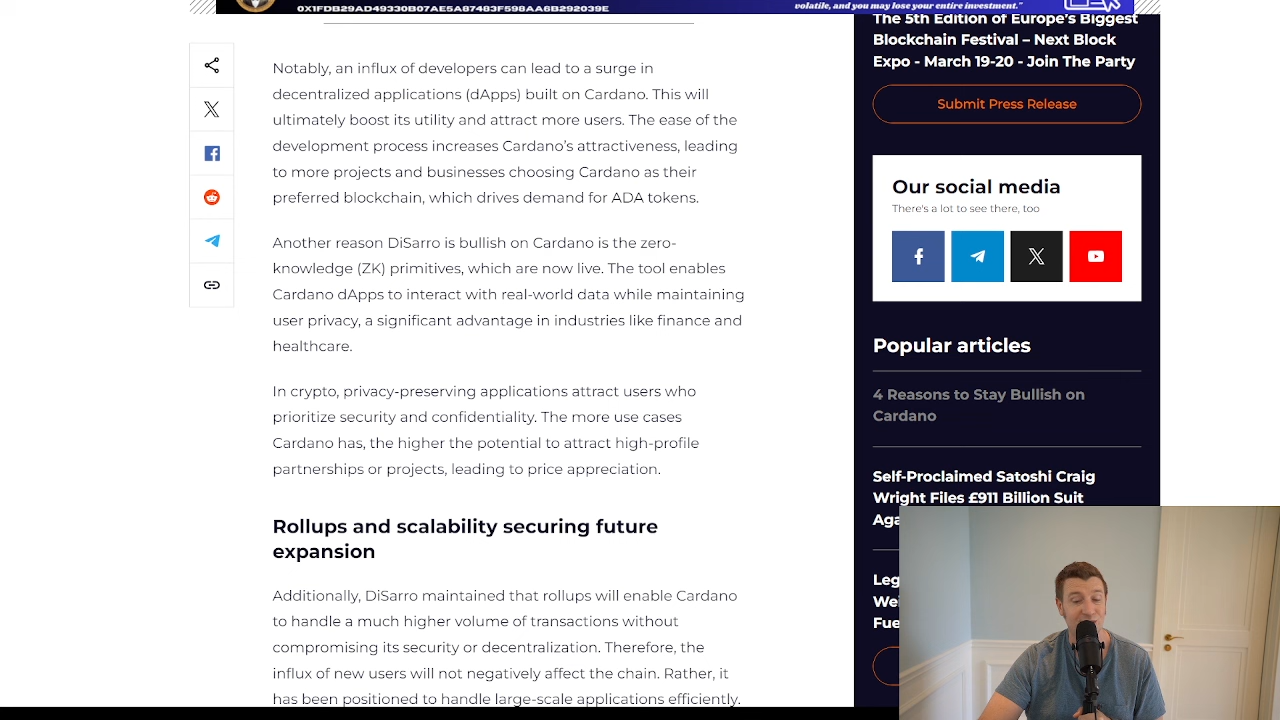 0X1FDB29AD49330B07AE5A87483F598AA6B292039E
volatile, and you may lose your entire investment."
Notably, an influx of developers can lead to a surge in
decentralized applications (dApps) built on Cardano. This will
ultimately boost its utility and attract more users. The ease of the
development process increases Cardano's attractiveness, leading
to more projects and businesses choosing Cardano as their
preferred blockchain, which drives demand for ADA tokens.
Another reason DiSarro is bullish on Cardano is the zero-
knowledge (ZK) primitives, which are now live. The tool enables
Cardano dApps to interact with real-world data while maintaining
user privacy, a significant advantage in industries like finance and
healthcare.
In crypto, privacy-preserving applications attract users who
prioritize security and confidentiality. The more use cases
Cardano has, the higher the potential to attract high-profile
partnerships or projects, leading to price appreciation.
Rollups and scalability securing future
expansion
Additionally, DiSarro maintained that rollups will enable Cardano
to handle a much higher volume of transactions without
compromising its security or decentralization. Therefore, the
influx of new users will not negatively affect the chain. Rather, it
has been positioned to handle large-scale applications efficiently.
The 5th Edition of Europe's Biggest
Blockchain Festival – Next Block
Expo - March 19-20 - Join The Party
Submit Press Release
Our social media
There's a lot to see there, too
Popular articles
4 Reasons to Stay Bullish on
Cardano
Self-Proclaimed Satoshi Craig
Wright Files £911 Billion Suit
Aga
Leg
Wei
Fue